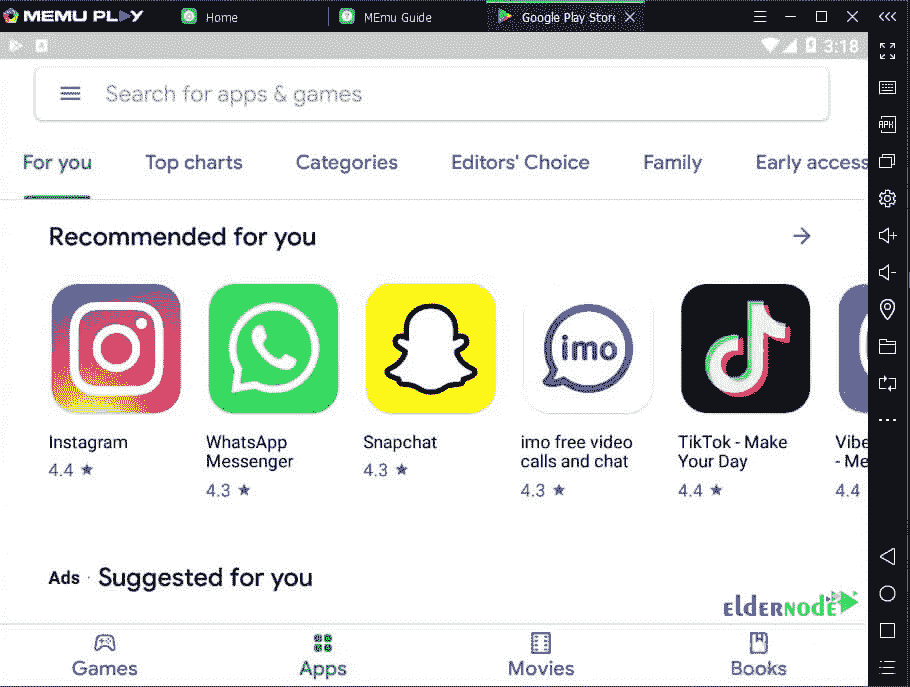 MEMU PLAY
Home
MEmu Guide
Google Play Store
3:18
Search for apps & games
For you
Top charts
Categories
Editors' Choice
Family
Early access
Recommended for you
imo
Instagram
4.4 ★
WhatsApp
Messenger
4.3 ★
Snapchat
4.3 ★
imo free video
calls and chat
4.3 ★
TikTok - Make
Your Day
4.4 ★
Vibe
- Me
4.4
Ads · Suggested for you
ELDERNODE
Games
Apps
Movies
Books
APK